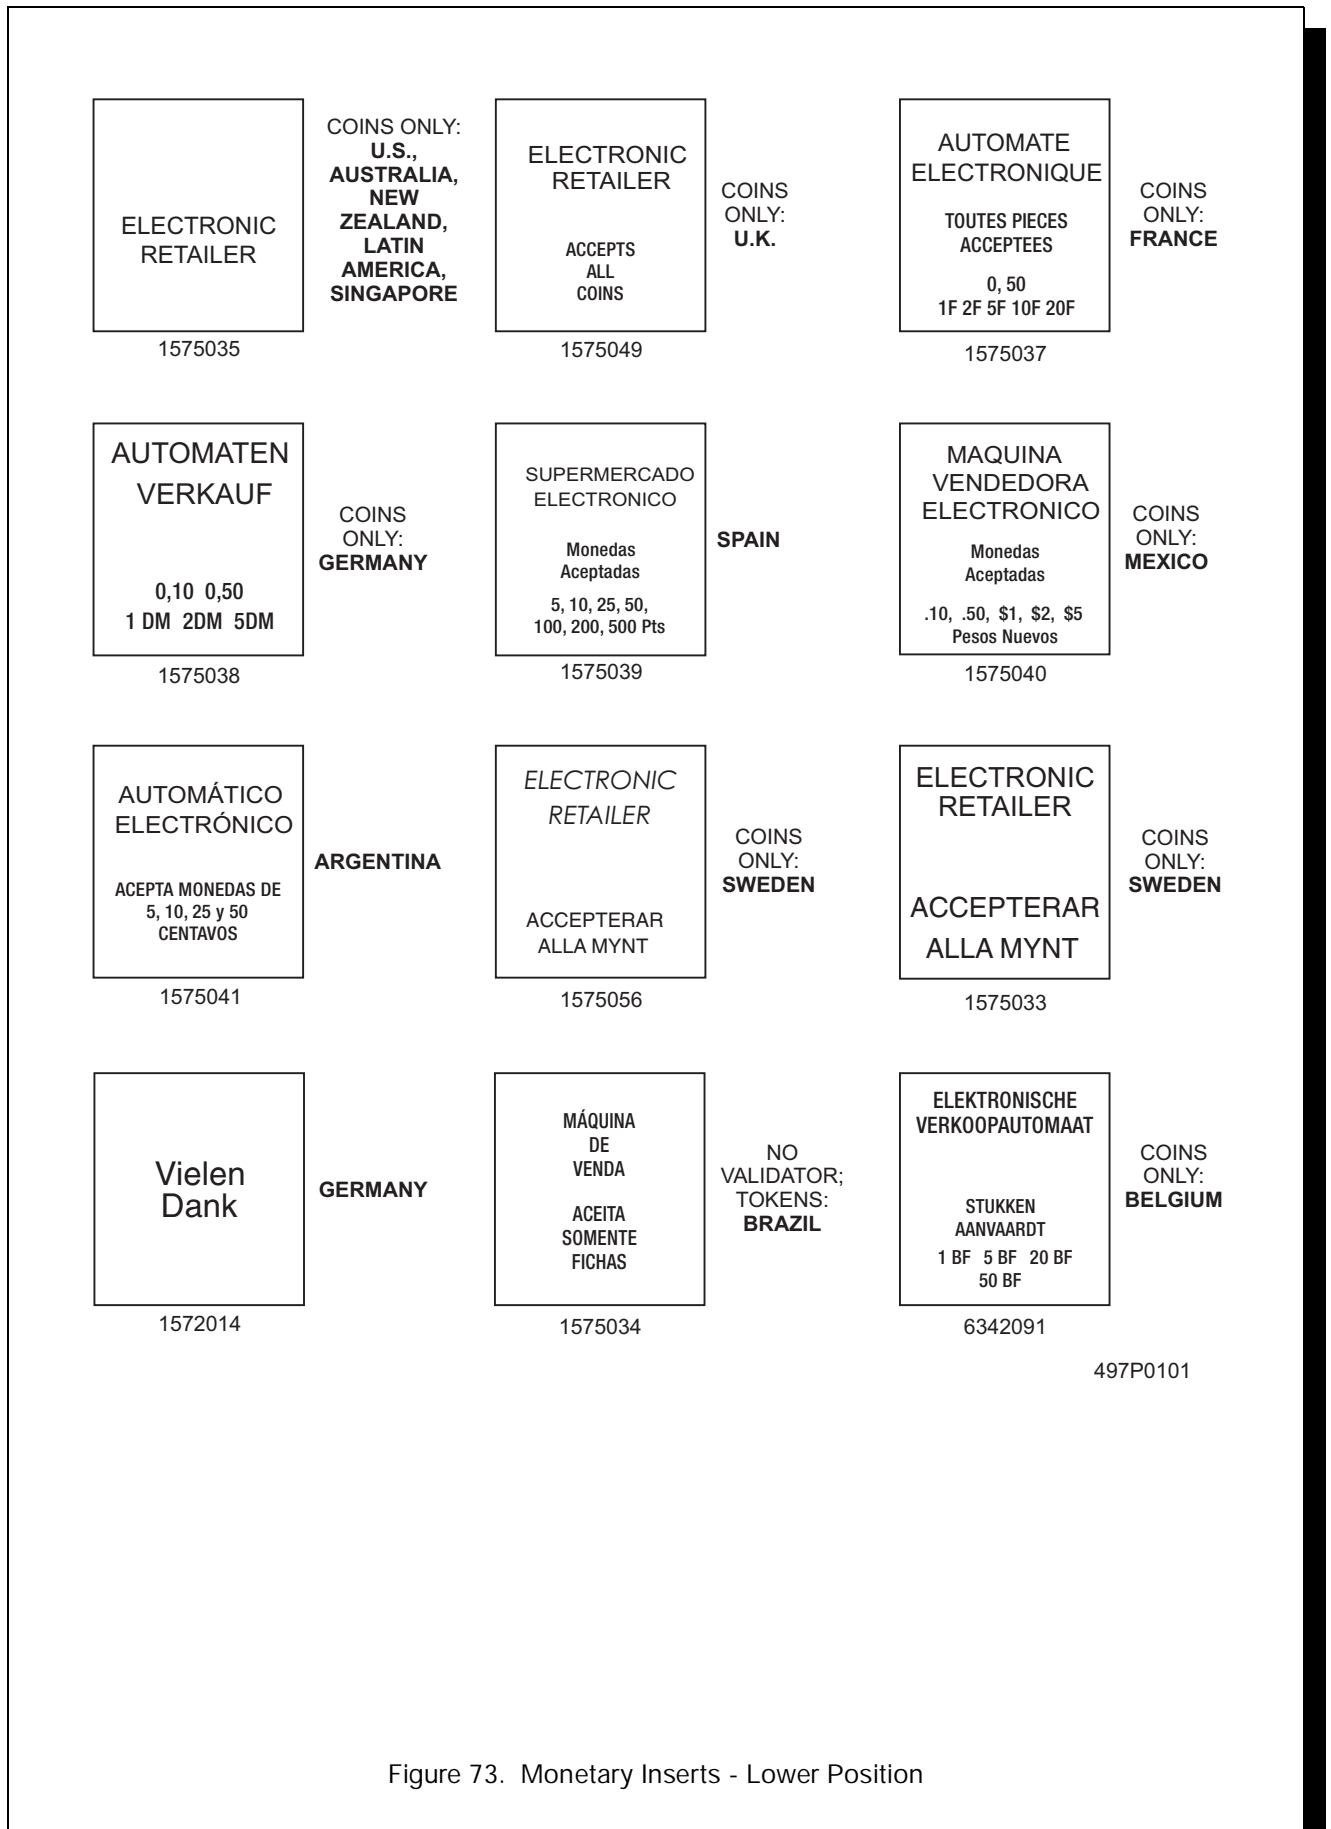 ELECTRONIC
RETAILER
1575035
COINS ONLY:
U.S.,
AUSTRALIA,
NEW
ZEALAND,
LATIN
AMERICA,
SINGAPORE
ELECTRONIC
RETAILER
ACCEPTS
ALL
COINS
1575049
COINS
ONLY:
U.K.
AUTOMATE
ELECTRONIQUE
TOUTES PIECES
ACCEPTEES
0, 50
1F 2F 5F 10F 20F
1575037
COINS
ONLY:
FRANCE
AUTOMATEN
VERKAUF
0,10 0,50
1 DM 2DM 5DM
1575038
COINS
ONLY:
GERMANY
SUPERMERCADO
ELECTRONICO
Monedas
Aceptadas
5, 10, 25, 50,
100, 200, 500 Pts
1575039
SPAIN
MAQUINA
VENDEDORA
ELECTRONICO
Monedas
Aceptadas
.10, .50, $1, $2, $5
Pesos Nuevos
1575040
COINS
ONLY:
MEXICO
AUTOMÁTICO
ELECTRÓNICO
ACEPTA MONEDAS DE
5, 10, 25 y 50
CENTAVOS
1575041
ARGENTINA
ELECTRONIC
RETAILER
ACCEPTERAR
ALLA MYNT
1575056
COINS
ONLY:
SWEDEN
ELECTRONIC
RETAILER
ACCEPTERAR
ALLA MYNT
1575033
COINS
ONLY:
SWEDEN
Vielen
Dank
1572014
GERMANY
MÁQUINA
DE
VENDA
ACEITA
SOMENTE
FICHAS
1575034
NO
VALIDATOR;
TOKENS:
BRAZIL
ELEKTRONISCHE
VERKOOPAUTOMAAT
STUKKEN
AANVAARDT
1 BF 5 BF 20 BF
50 BF
6342091
COINS
ONLY:
BELGIUM
497P0101
Figure 73. Monetary Inserts - Lower Position